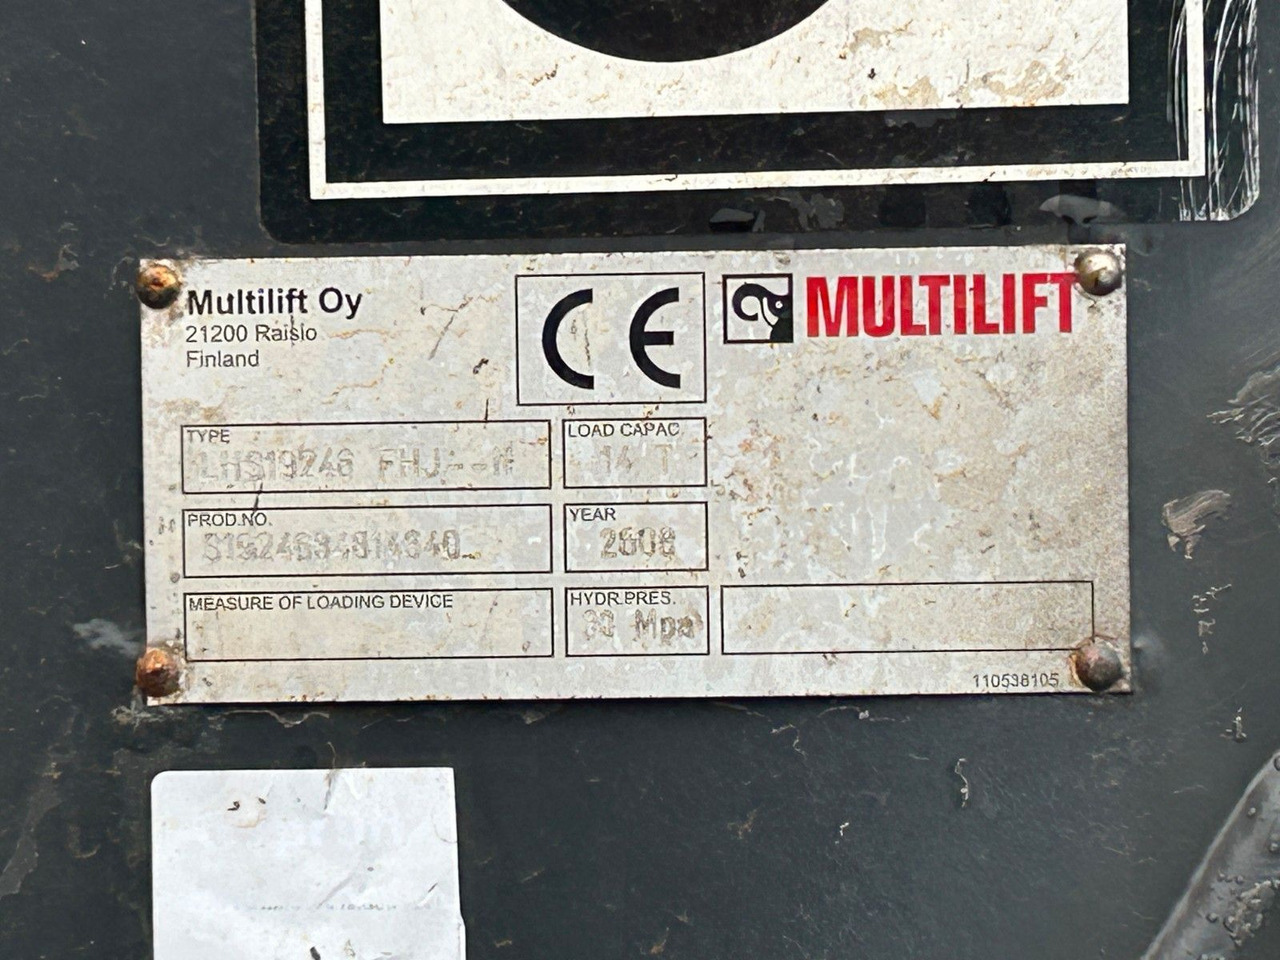 Multilift Oy
21200 Raisio
Finland
CE
MULTILIFT
TYPE
LOAD CAPAC.
14 T
PROD.NO.
YEAR
2008
MEASURE OF LOADING DEVICE
HYDR.PRES.
Mpa
110538105